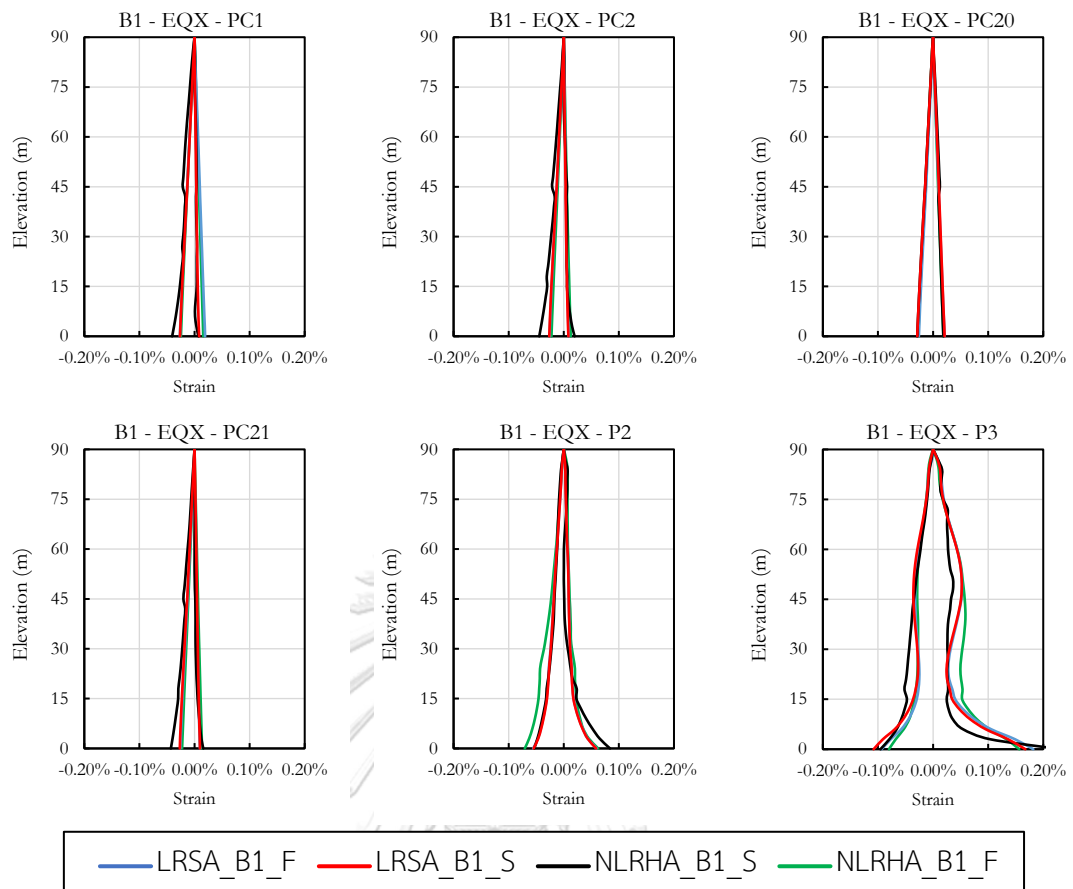 B1 - EQX - PC1
B1 - EQX - PC2
B1 - EQX - PC20
90
75
60
45
30
15
0
Elevation (m)
-0.20% -0.10% 0.00% 0.10% 0.20%
Strain
90
75
60
45
30
15
0
Elevation (m)
-0.20% -0.10% 0.00% 0.10% 0.20%
Strain
90
75
60
45
30
15
0
Elevation (m)
-0.20% -0.10% 0.00% 0.10% 0.20%
Strain
B1 - EQX - PC21
B1 - EQX - P2
B1 - EQX - P3
90
75
60
45
30
15
0
Elevation (m)
-0.20% -0.10% 0.00% 0.10% 0.20%
Strain
90
75
60
45
30
15
0
Elevation (m)
-0.20% -0.10% 0.00% 0.10% 0.20%
Strain
90
75
60
45
30
15
0
Elevation (m)
-0.20% -0.10% 0.00% 0.10% 0.20%
Strain
LRSA_B1_F LRSA_B1_S NLRHA_B1_S NLRHA_B1_F